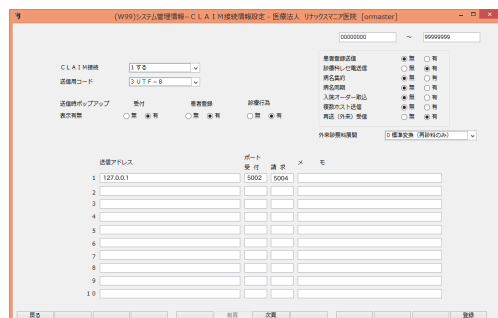 (W99)システム管理情報-CLAIM接続情報設定 - 医療法人 リナックスマニア医院 [ormaster]
00000000 ~ 99999999
CLAIM接続 1 する
送信用コード 3 UTF-8
送信時ポップアップ 受付 患者登録 診療行為
表示有無 無 有 無 有 無 有
患者登録送信 無 有
診療科レセ電送信 無 有
病名集約 無 有
病名同期 無 有
入院オーダー取込 無 有
複数ホスト送信 無 有
再送(外来)受信 無 有
外来診察料展開 0 標準変換(再診料のみ)
送信アドレス ポート メ モ
受 付 請 求
1 127.0.0.1 5002 5004
2
3
4
5
6
7
8
9
10
戻る 前頁 次頁 登録